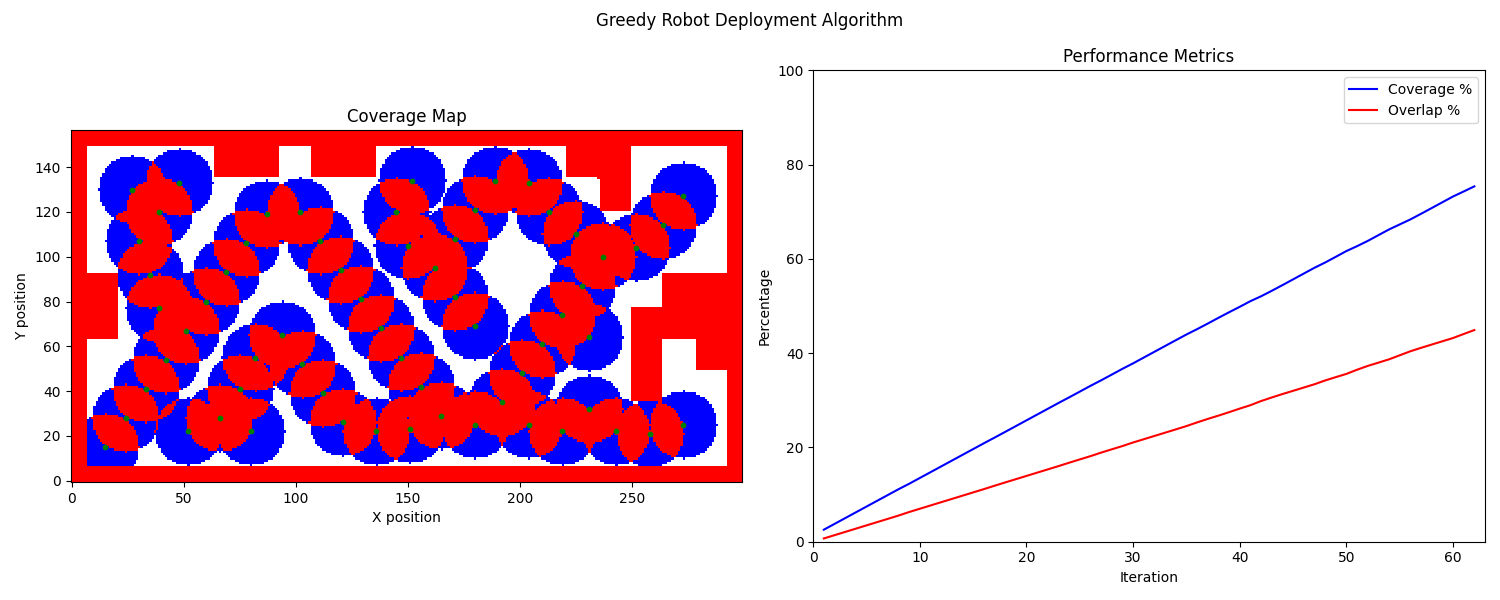 Greedy Robot Deployment Algorithm
Coverage Map
Y position
140
120
100
80
60
40
20
0
0 50 100 150 200 250
X position
Performance Metrics
Percentage
100
80
60
40
20
0
Coverage %
Overlap %
0 10 20 30 40 50 60
Iteration